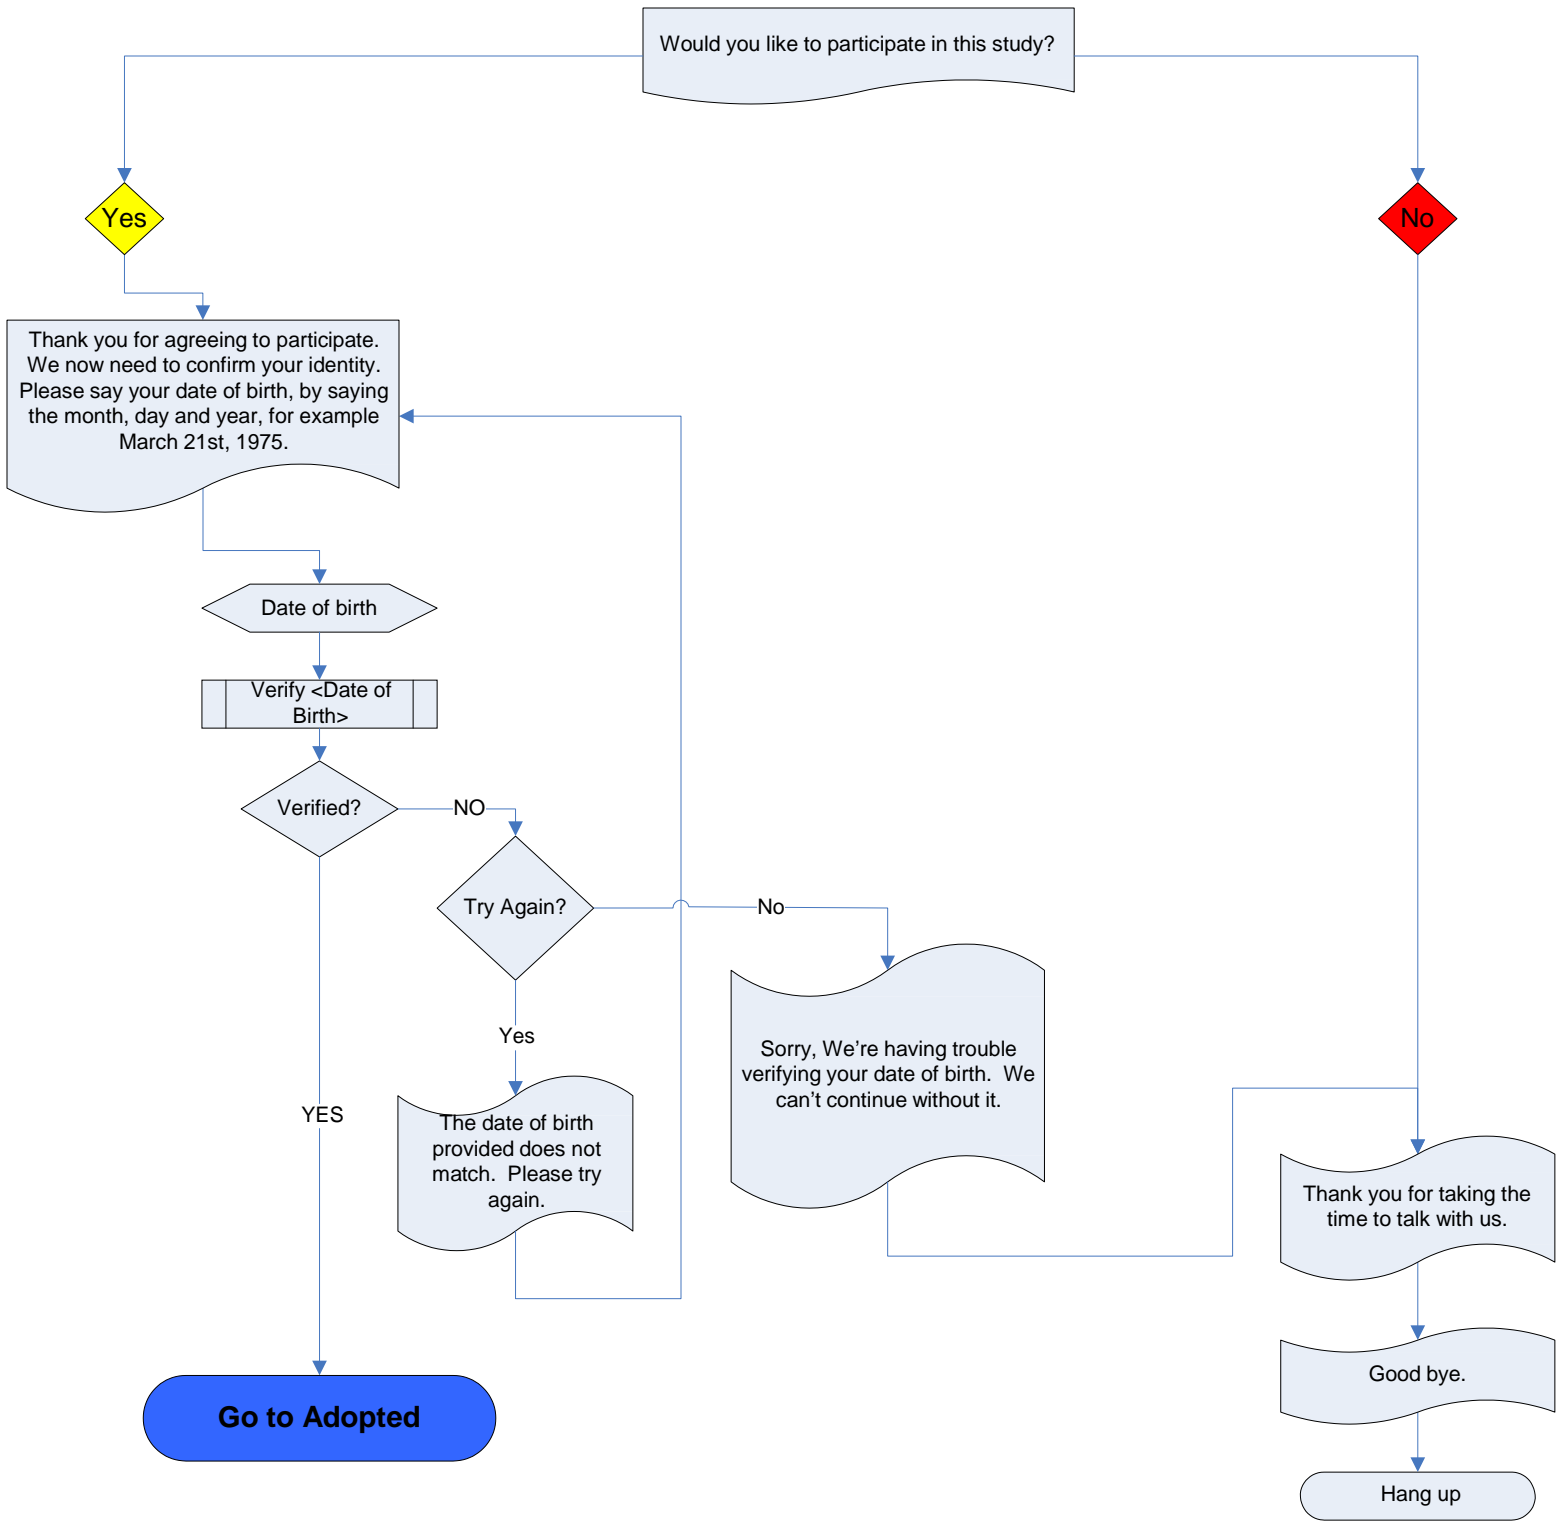 Would you like to participate in this study?
Yes
No
Thank you for agreeing to participate.
We now need to confirm your identity.
Please say your date of birth, by saying
the month, day and year, for example
March 21st, 1975.
Date of birth
Verify <Date of
Birth>
Verified?
NO
Try Again?
No
Yes
Sorry, We're having trouble
verifying your date of birth.  We
can't continue without it.
YES
The date of birth
provided does not
match.  Please try
again.
Thank you for taking the
time to talk with us.
Good bye.
Go to Adopted
Hang up